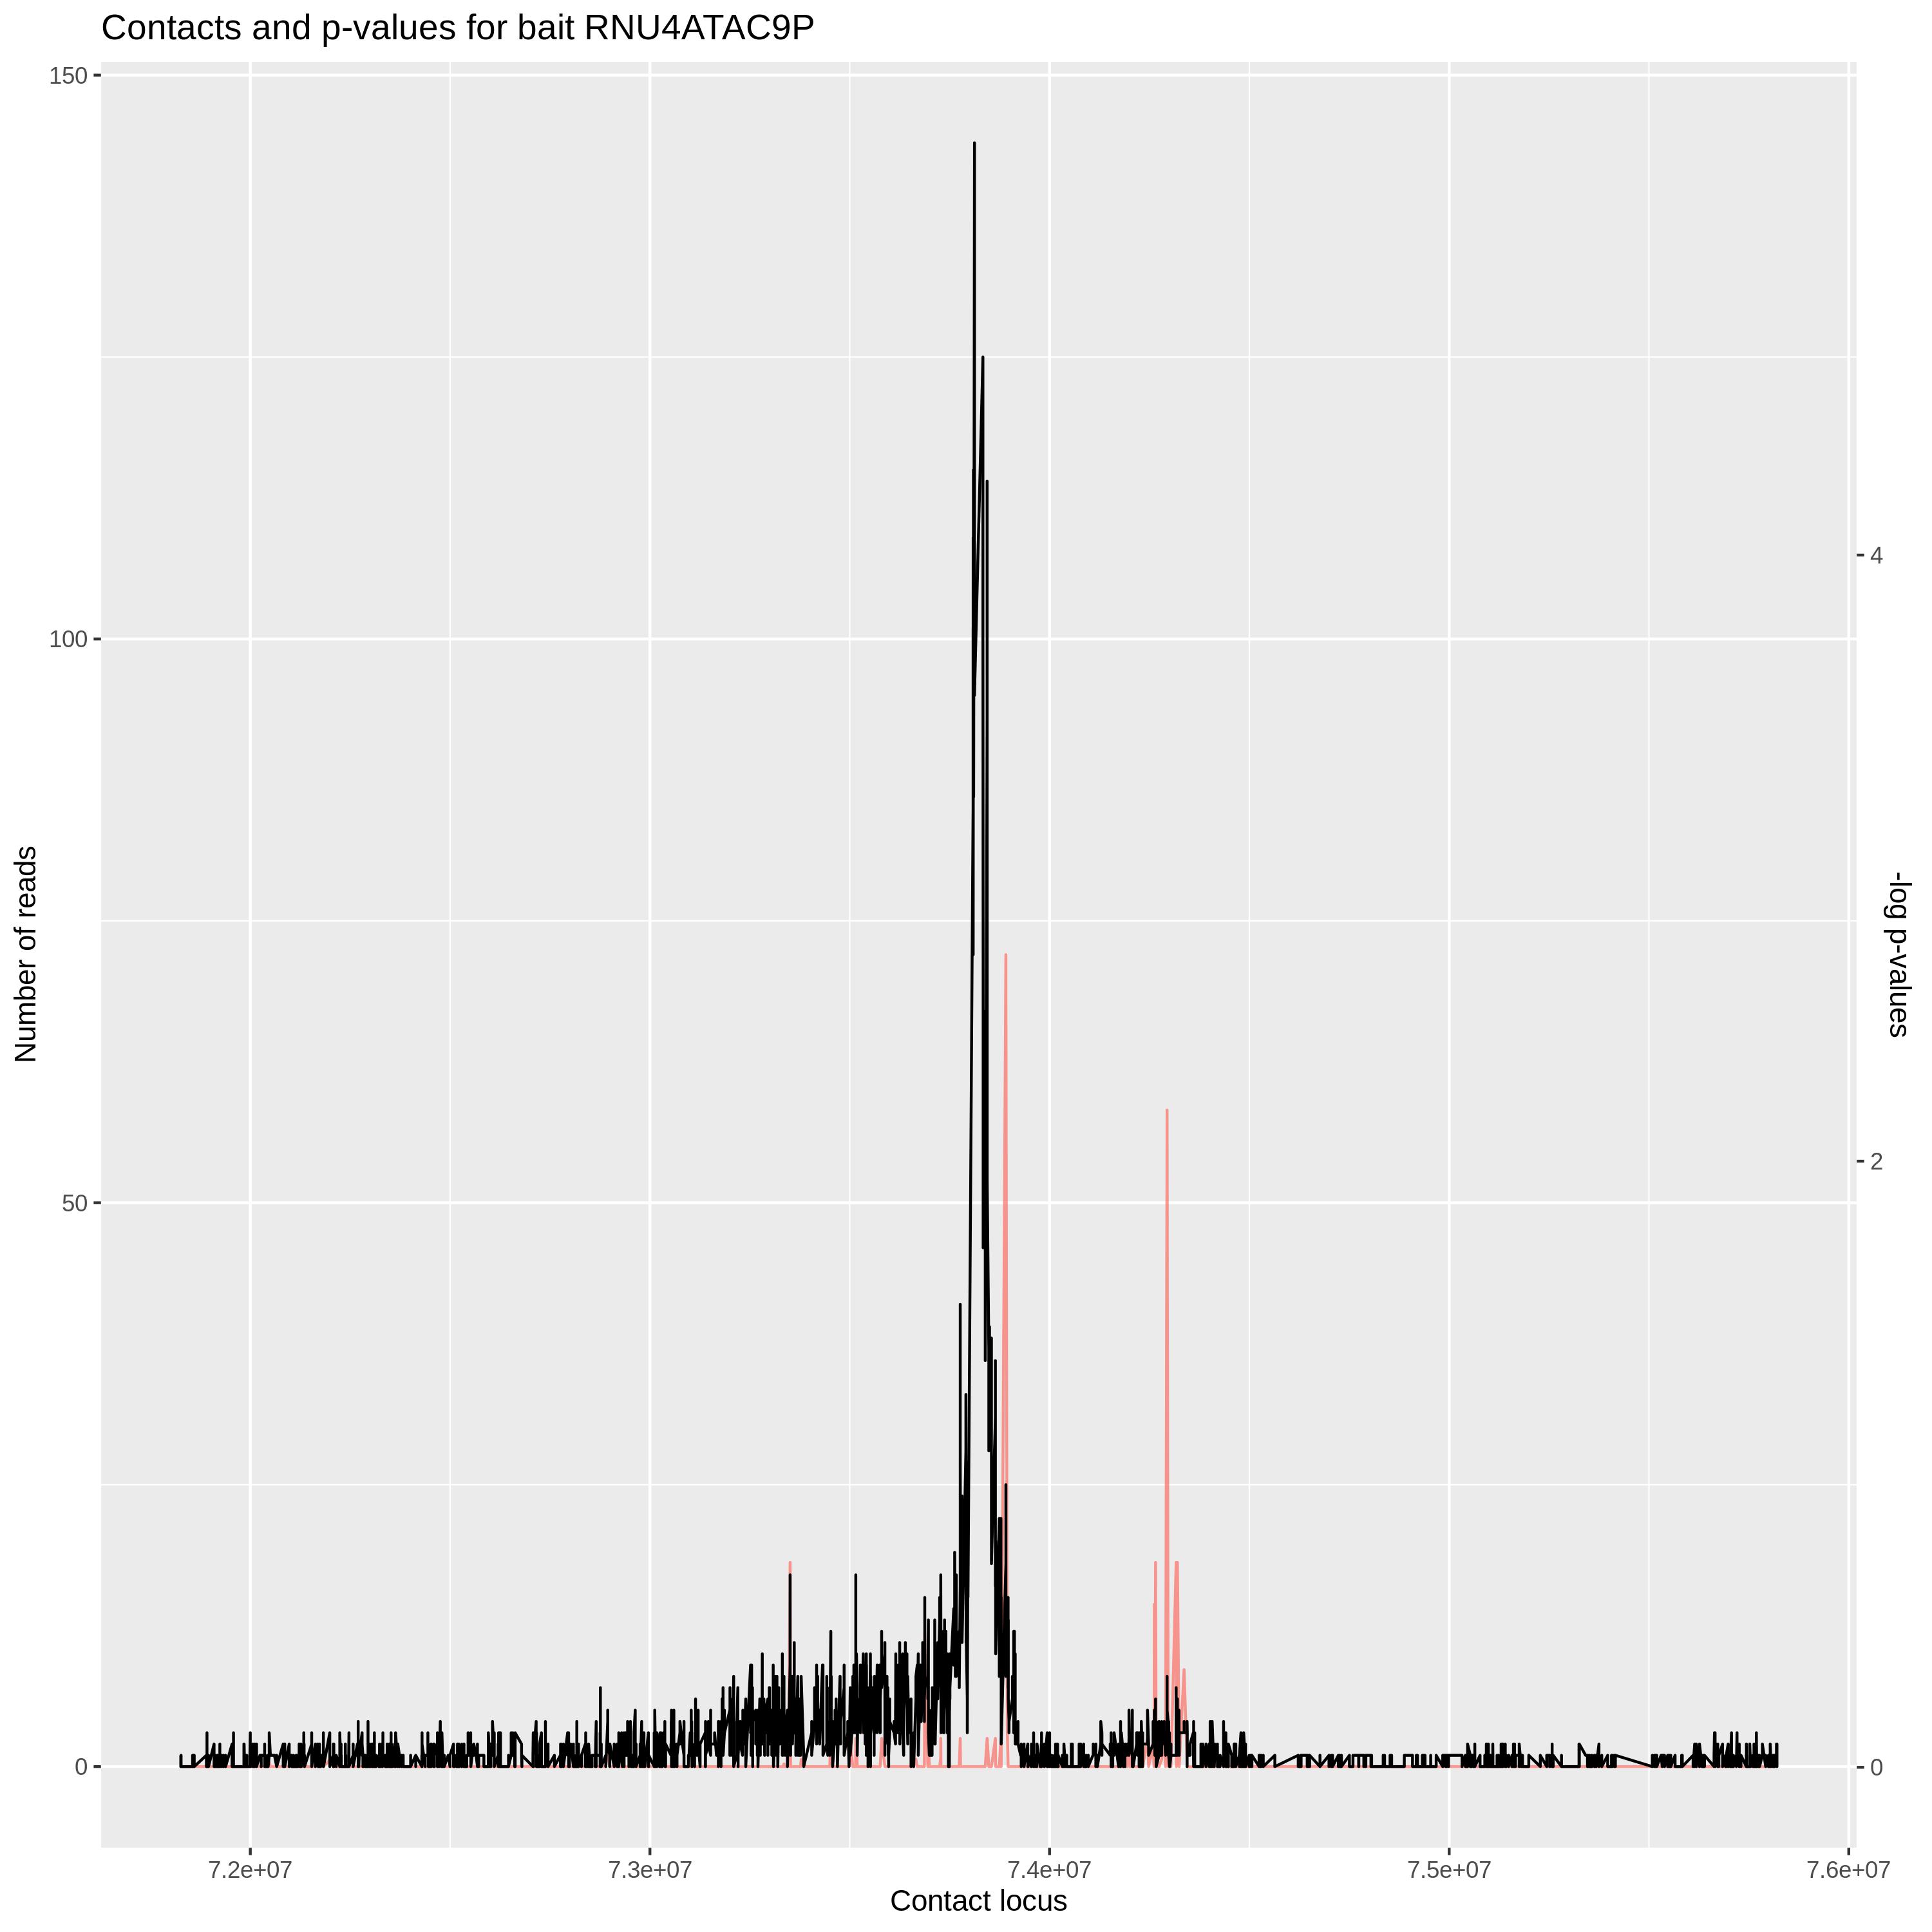 Contacts and p-values for bait RNU4ATAC9P
150
100
50
0
Number of reads
4
2
0
-log p-values
7.2e+07 7.3e+07 7.4e+07 7.5e+07 7.6e+07
Contact locus